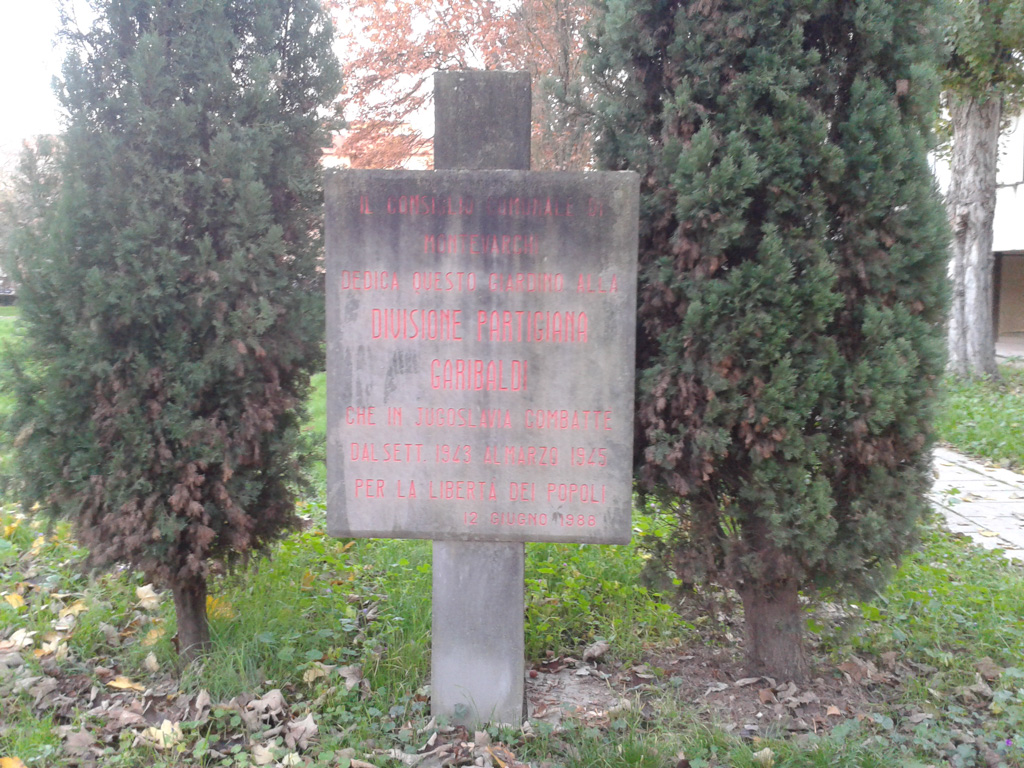 IL CONSIGLIO COMUNALE DI
MONTEVARCHI
DEDICA QUESTO GIARDINO ALLA
DIVISIONE PARTIGIANA
GARIBALDI
CHE IN JUGOSLAVIA COMBATTE
DAL SETT. 1943 AL MARZO 1945
PER LA LIBERTÀ DEI POPOLI
12 GIUGNO 1988